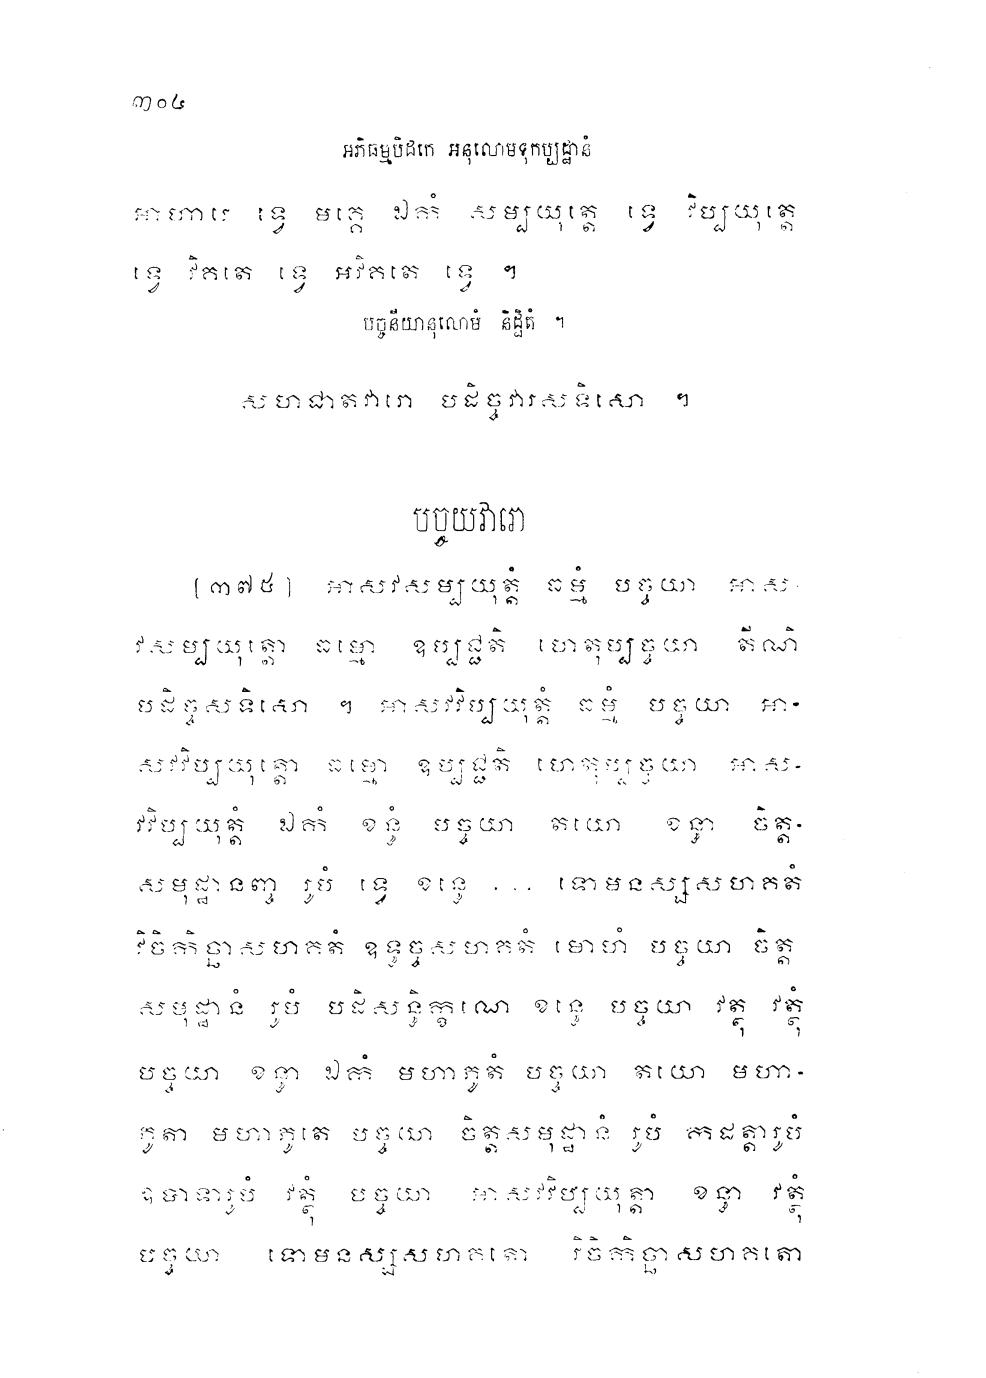 ៣០៤
អភិធម្មបិដកេ អនុលោមទុកប្បដ្ឋានំ
អាហារេ ទ្វេ មគ្គេ ឯកំ សម្បយុត្តេ ទ្វេ វិប្បយុត្តេ
ទ្វេ វិគតេ ទ្វេ អវិគតេ ទ្វេ ។
បច្ចនីយានុលោមំ និដ្ឋិតំ ។
សហជាតវារោ បដិច្ចវារសទិសោ ។
បច្ចយវារោ
[៣៧៥] អាសវសម្បយុត្តំ ធម្មំ បច្ចយា អាស-
វសម្បយុត្តោ ធម្មោ ឧប្បជ្ជតិ ហេតុប្បច្ចយា តីណិ
បដិច្ចសទិសោ ។ អាសវវិប្បយុត្តំ ធម្មំ បច្ចយា អា-
សវវិប្បយុត្តោ ធម្មោ ឧប្បជ្ជតិ ហេតុប្បច្ចយា អាស-
វវិប្បយុត្តំ ឯកំ ខន្ធំ បច្ចយា តយោ ខន្ធា ចិត្ត-
សមុដ្ឋានញ្ច រូបំ ទ្វេ ខន្ធេ ... ទោមនស្សសហគតំ
វិចិកិច្ឆាសហគតំ ឧទ្ធច្ចសហគតំ មោហំ បច្ចយា ចិត្ត
សមុដ្ឋានំ រូបំ បដិសន្ធិក្ខណេ ខន្ធេ បច្ចយា វត្ថុ វត្ថុំ
បច្ចយា ខន្ធា ឯកំ មហាភូតំ បច្ចយា តយោ មហា-
ភូតា មហាភូតេ បច្ចយា ចិត្តសមុដ្ឋានំ រូបំ កដត្តារូបំ
ឧបាទារូបំ វត្ថុំ បច្ចយា អាសវវិប្បយុត្តា ខន្ធា វត្ថុំ
បច្ចយា ទោមនស្សសហគតោ វិចិកិច្ឆាសហគតោ